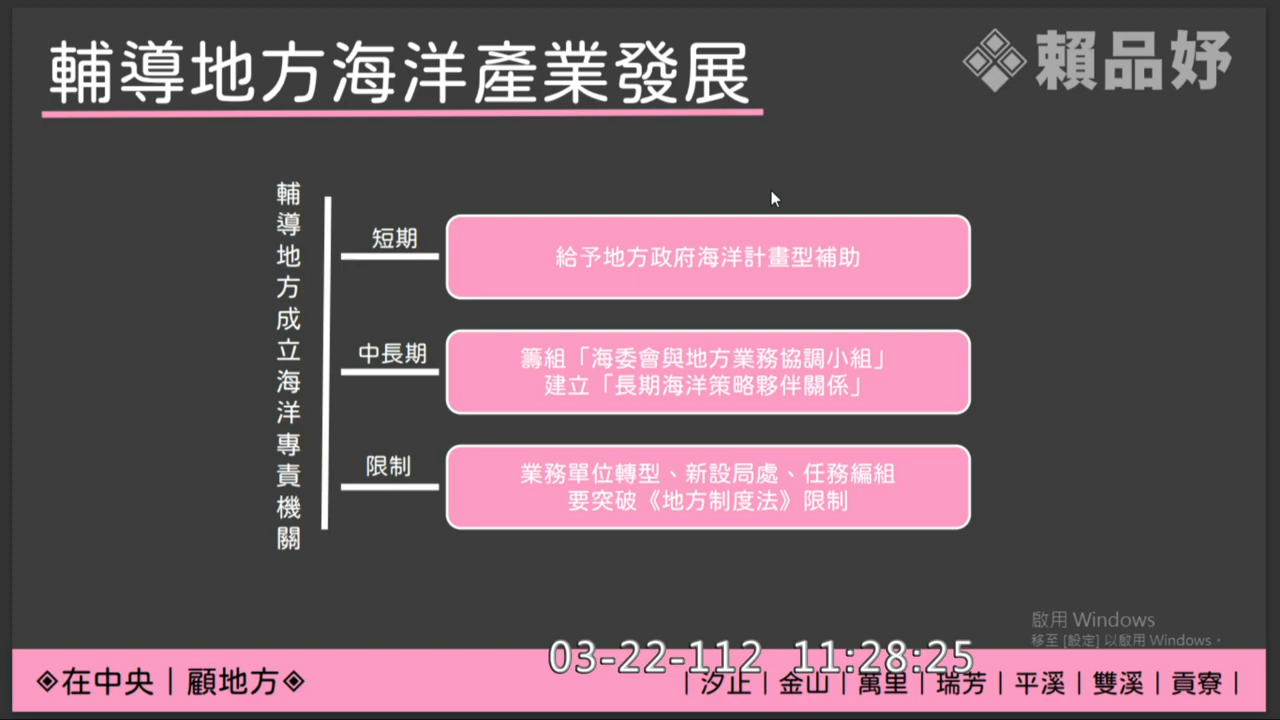 輔導地方海洋產業發展
賴品妤
輔導地方成立海洋專責機關
短期
給予地方政府海洋計畫型補助
中長期
籌組「海委會與地方業務協調小組」
建立「長期海洋策略夥伴關係」
限制
業務單位轉型、新設局處、任務編組
要突破《地方制度法》限制
啟用 Windows
移至 [設定] 以啟用 Windows。
03-22-112 11:28:25
在中央｜顧地方
｜汐止｜金山｜萬里｜瑞芳｜平溪｜雙溪｜貢寮｜